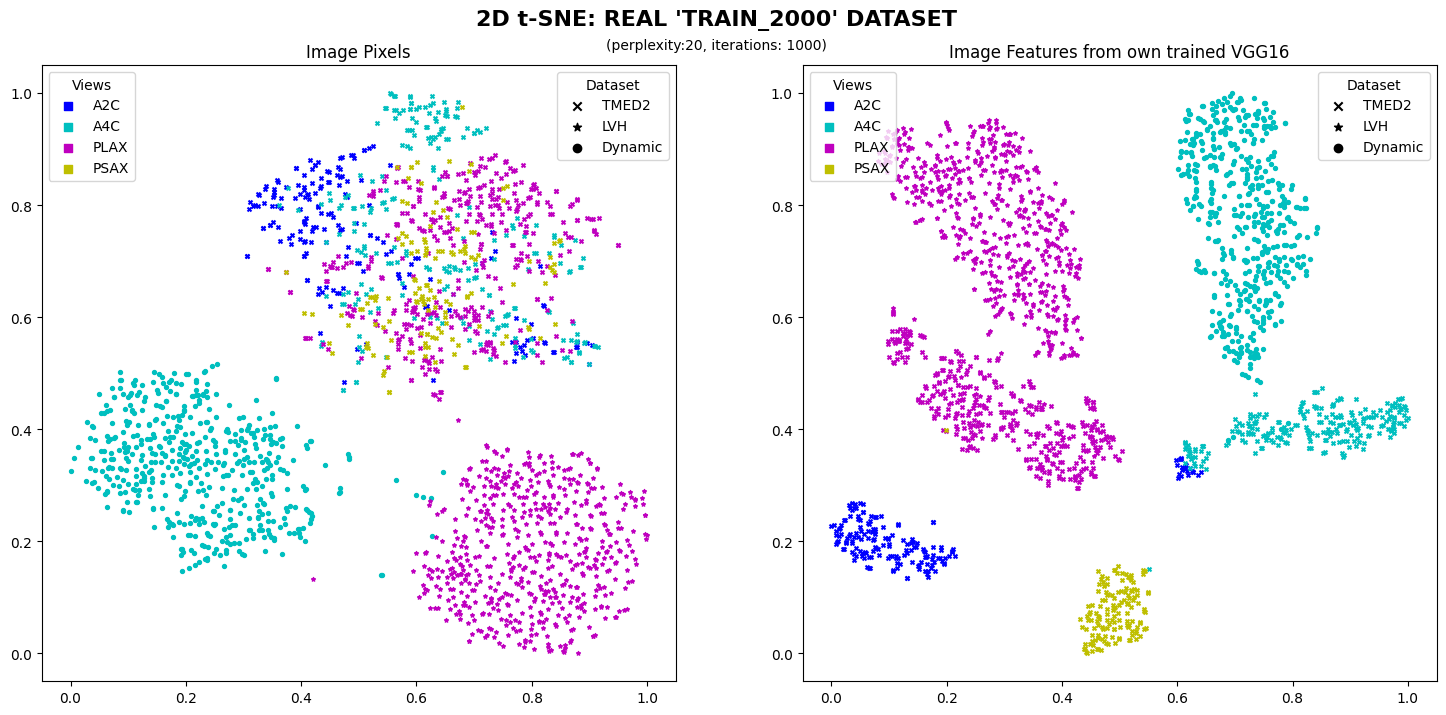 2D t-SNE: REAL 'TRAIN_2000' DATASET
(perplexity:20, iterations: 1000)
Image Pixels
Views
A2C
A4C
PLAX
PSAX
Dataset
TMED2
LVH
Dynamic
1.0
0.8
0.6
0.4
0.2
0.0
0.0 0.2 0.4 0.6 0.8 1.0
Image Features from own trained VGG16
Views
A2C
A4C
PLAX
PSAX
Dataset
TMED2
LVH
Dynamic
1.0
0.8
0.6
0.4
0.2
0.0
0.0 0.2 0.4 0.6 0.8 1.0